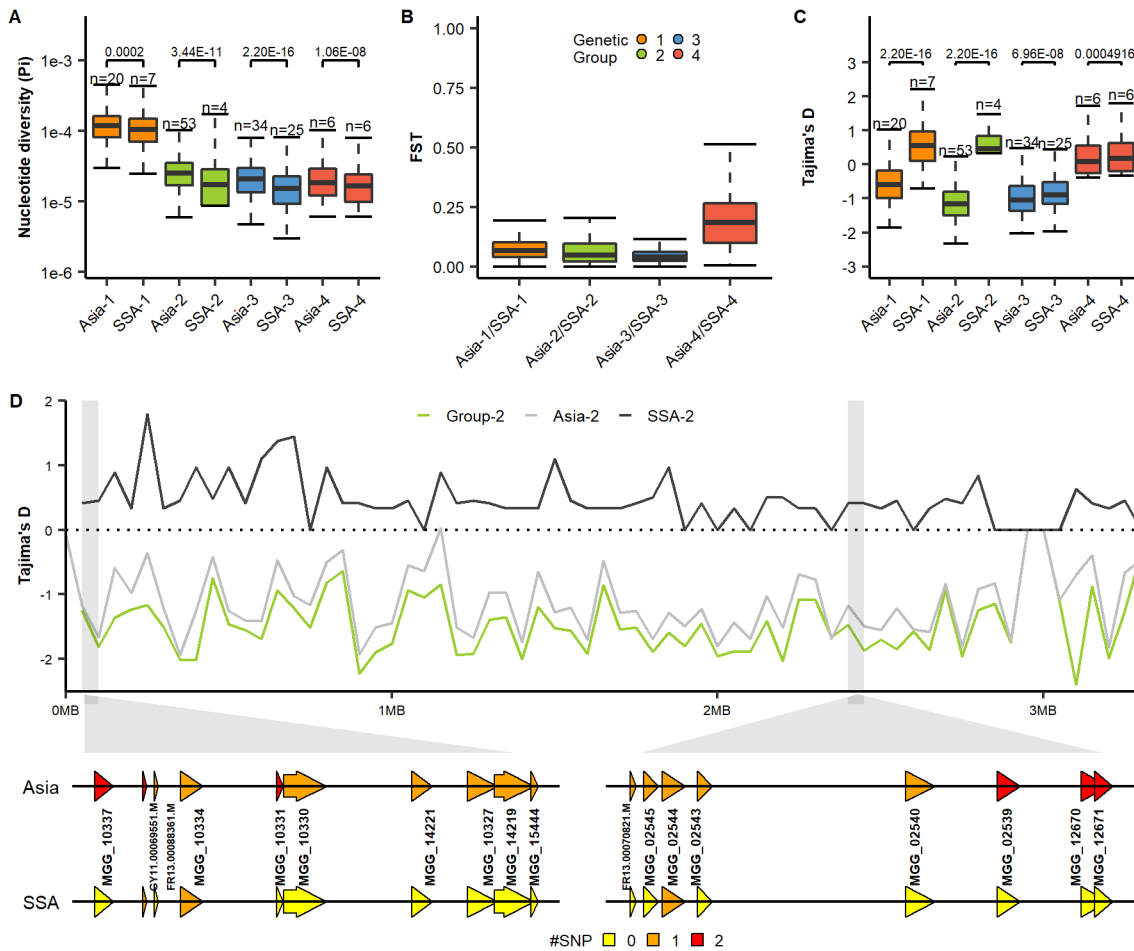 A
Nucleotide diversity (Pi)
1e-3
1e-4
1e-5
1e-6
0.0002
3.44E-11
2.20E-16
1.06E-08
n=20
n=7
n=53
n=4
n=34
n=25
n=6
n=6
Asia-1
SSA-1
Asia-2
SSA-2
Asia-3
SSA-3
Asia-4
SSA-4
B
Genetic Group
1
2
3
4
FST
1.00
0.75
0.50
0.25
0.00
Asia-1/SSA-1
Asia-2/SSA-2
Asia-3/SSA-3
Asia-4/SSA-4
C
Tajima's D
3
2
1
0
-1
-2
-3
2.20E-16
2.20E-16
6.96E-08
0.0004916
n=20
n=7
n=53
n=4
n=34
n=25
n=6
n=6
Asia-1
SSA-1
Asia-2
SSA-2
Asia-3
SSA-3
Asia-4
SSA-4
D
Group-2
Asia-2
SSA-2
Tajima's D
2
1
0
-1
-2
0MB
1MB
2MB
3MB
Asia
MGG_10337
CY11.00069551.M
FR13.00088361.M
MGG_10334
MGG_10331
MGG_10330
MGG_14221
MGG_10327
MGG_14219
MGG_15444
FR13.00070821.M
MGG_02545
MGG_02544
MGG_02543
MGG_02540
MGG_02539
MGG_12670
MGG_12671
SSA
#SNP
0
1
2